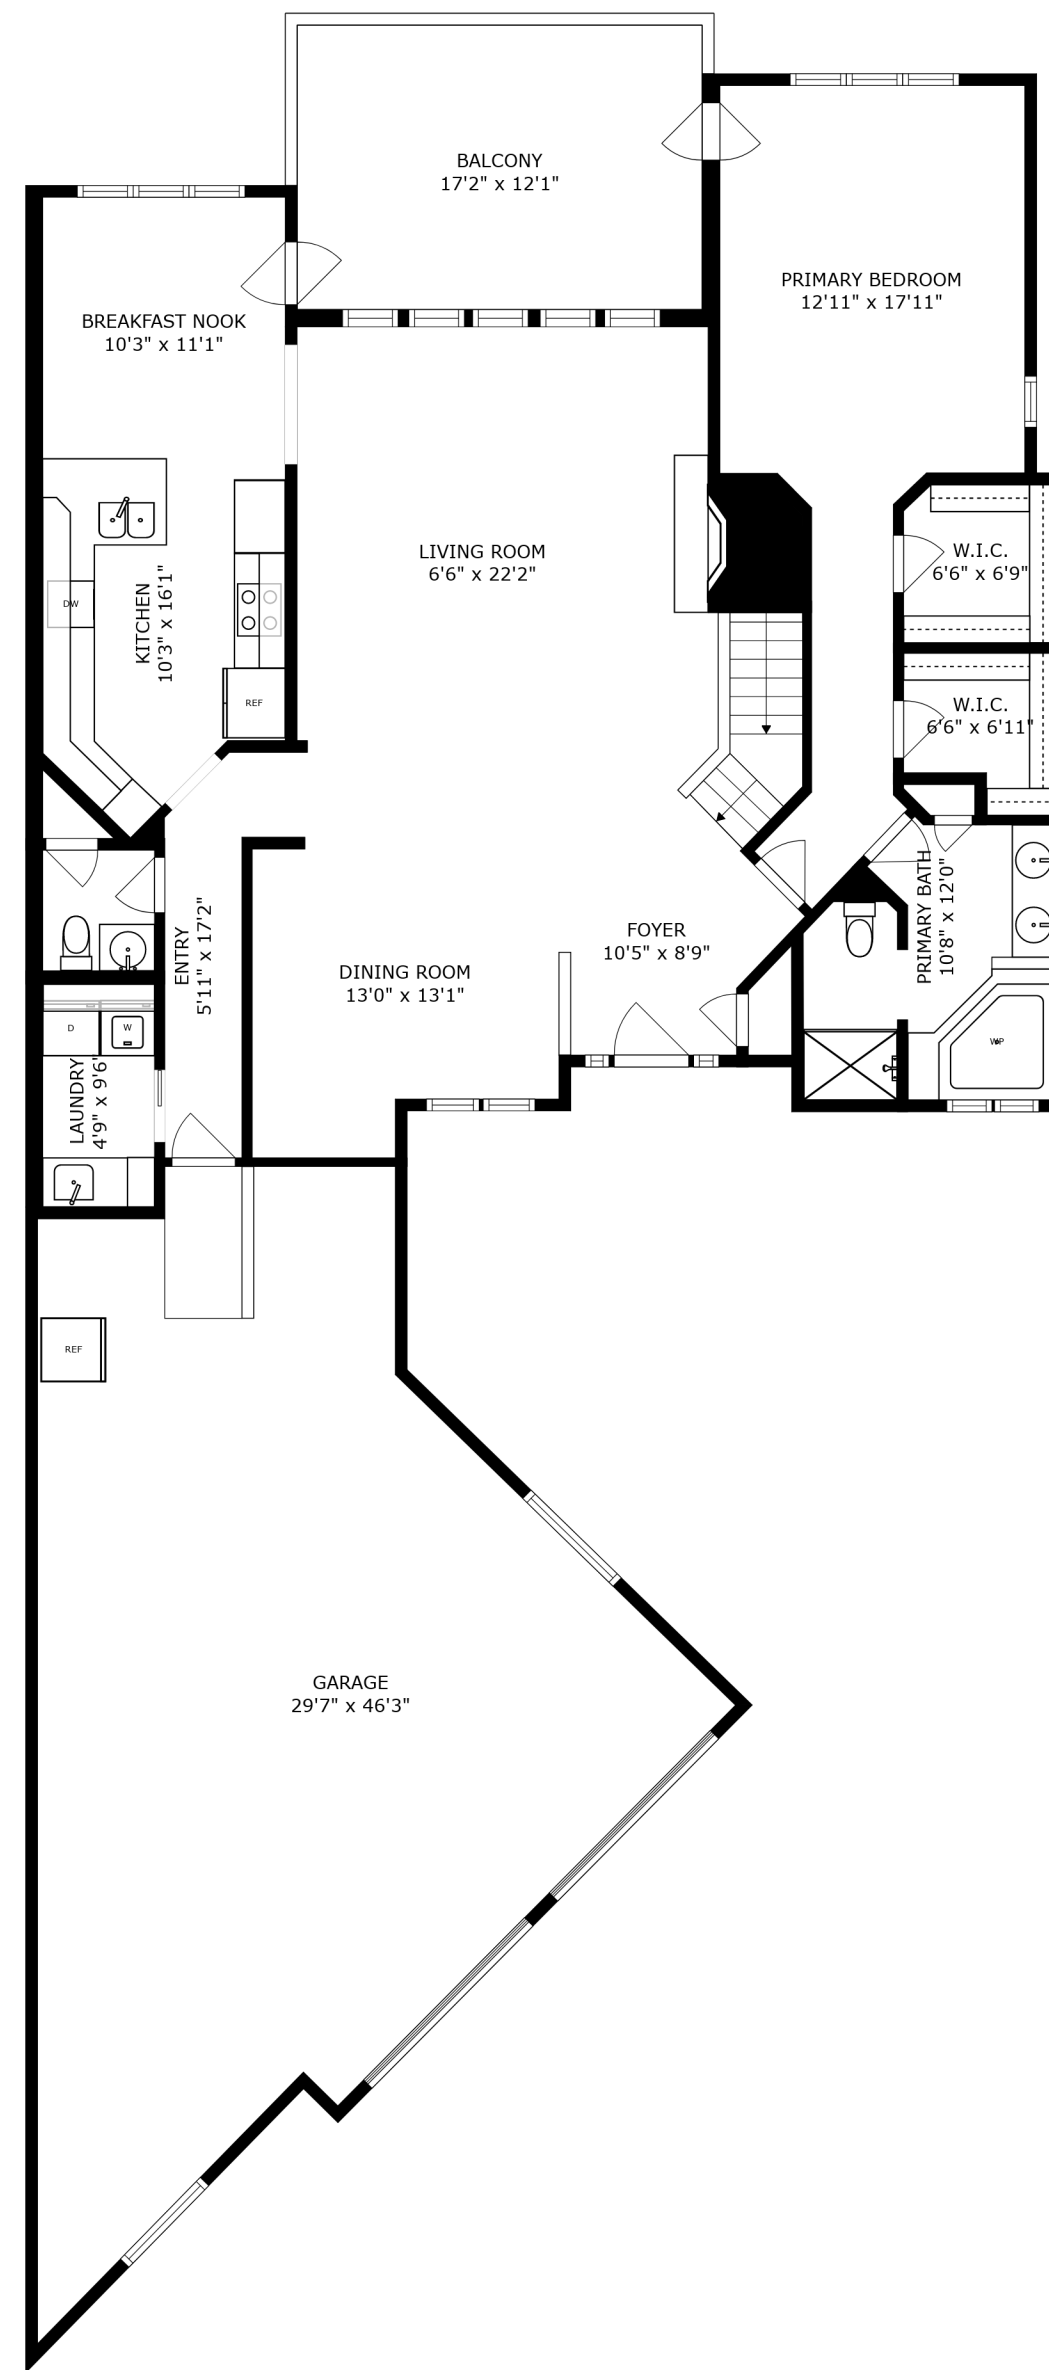 BALCONY
17'2" x 12'1"
PRIMARY BEDROOM
12'11" x 17'11"
BREAKFAST NOOK
10'3" x 11'1"
LIVING ROOM
6'6" x 22'2"
W.I.C.
6'6" x 6'9"
DW
KITCHEN
10'3" x 16'1"
REF
W.I.C.
6'6" x 6'11"
PRIMARY BATH
10'8" x 12'0"
FOYER
10'5" x 8'9"
ENTRY
5'11" x 17'2"
DINING ROOM
13'0" x 13'1"
D
W
WP
LAUNDRY
4'9" x 9'6"
REF
GARAGE
29'7" x 46'3"